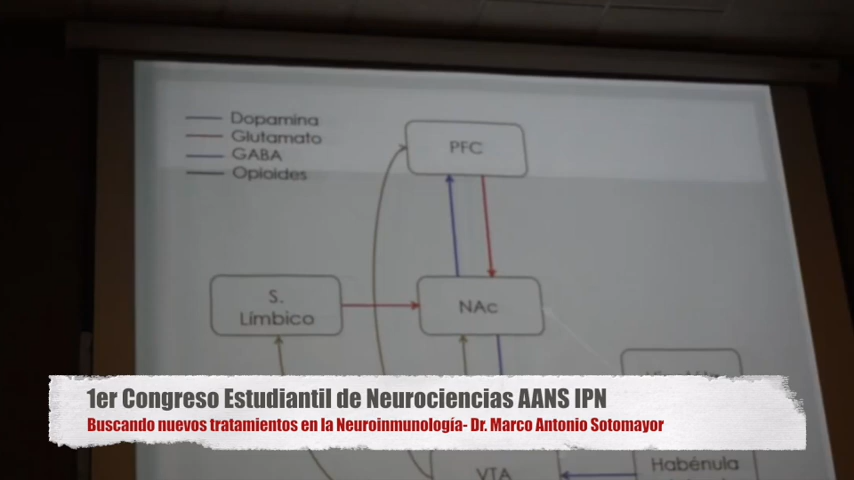 Dopamina
Glutamato
GABA
Opioides
PFC
S.
Límbico
NAc
1er Congreso Estudiantil de Neurociencias AANS IPN
Buscando nuevos tratamientos en la Neuroinmunología- Dr. Marco Antonio Sotomayor
VTA
Habénula